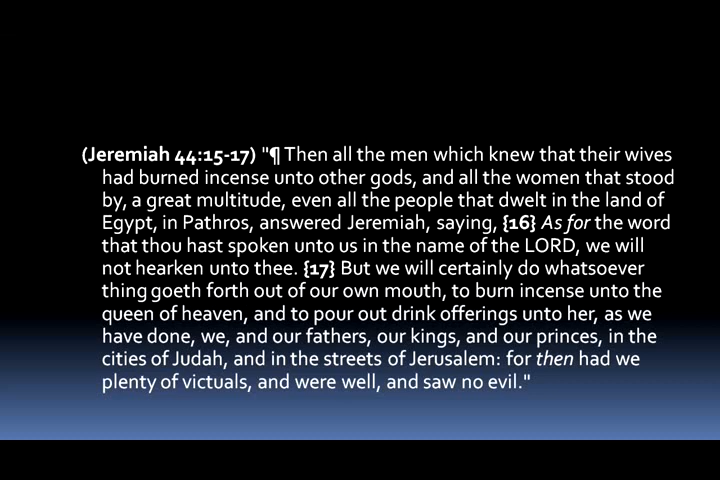 (Jeremiah 44:15-17) "¶ Then all the men which knew that their wives
had burned incense unto other gods, and all the women that stood
by, a great multitude, even all the people that dwelt in the land of
Egypt, in Pathros, answered Jeremiah, saying, {16} As for the word
that thou hast spoken unto us in the name of the LORD, we will
not hearken unto thee. {17} But we will certainly do whatsoever
thing goeth forth out of our own mouth, to burn incense unto the
queen of heaven, and to pour out drink offerings unto her, as we
have done, we, and our fathers, our kings, and our princes, in the
cities of Judah, and in the streets of Jerusalem: for then had we
plenty of victuals, and were well, and saw no evil."